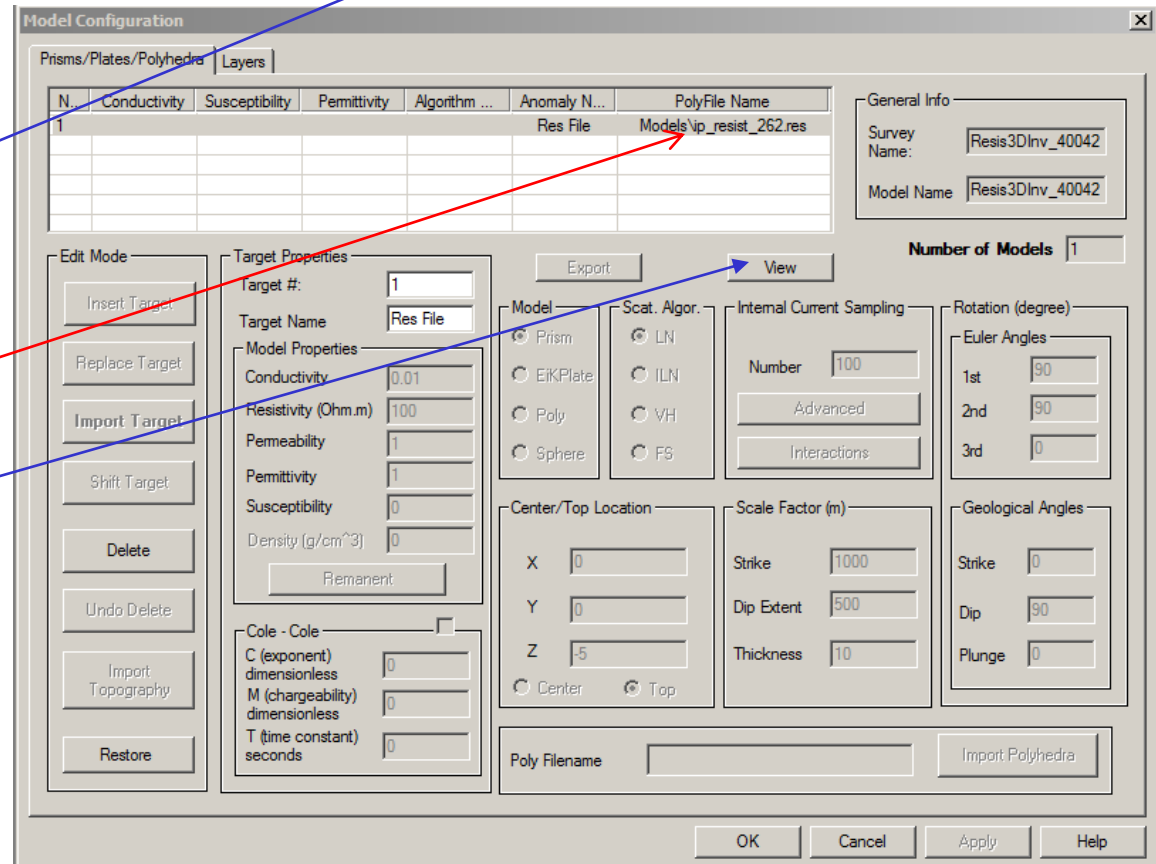 Model Configuration
Prisms/Plates/Polyhedra Layers
N... Conductivity Susceptibility Permittivity Algorithm ... Anomaly N... PolyFile Name
1 Res File Models\ip_resist_262.res
General Info
Survey Name: Resis3DInv_40042
Model Name Resis3DInv_40042
Number of Models 1
Edit Mode
Insert Target
Replace Target
Import Target
Shift Target
Delete
Undo Delete
Import Topography
Restore
Target Properties
Target #: 1
Target Name Res File
Model Properties
Conductivity 0.01
Resistivity (Ohm.m) 100
Permeability 1
Permittivity 1
Susceptibility 0
Density (g/cm^3) 0
Remanent
Cole - Cole
C (exponent) dimensionless 0
M (chargeability) dimensionless 0
T (time constant) seconds 0
Export
View
Model
Prism
EiKPlate
Poly
Sphere
Scat. Algor.
LN
ILN
VH
FS
Internal Current Sampling
Number 100
Advanced
Interactions
Rotation (degree)
Euler Angles
1st 90
2nd 90
3rd 0
Center/Top Location
X 0
Y 0
Z -5
Center Top
Scale Factor (m)
Strike 1000
Dip Extent 500
Thickness 10
Geological Angles
Strike 0
Dip 90
Plunge 0
Poly Filename
Import Polyhedra
OK Cancel Apply Help